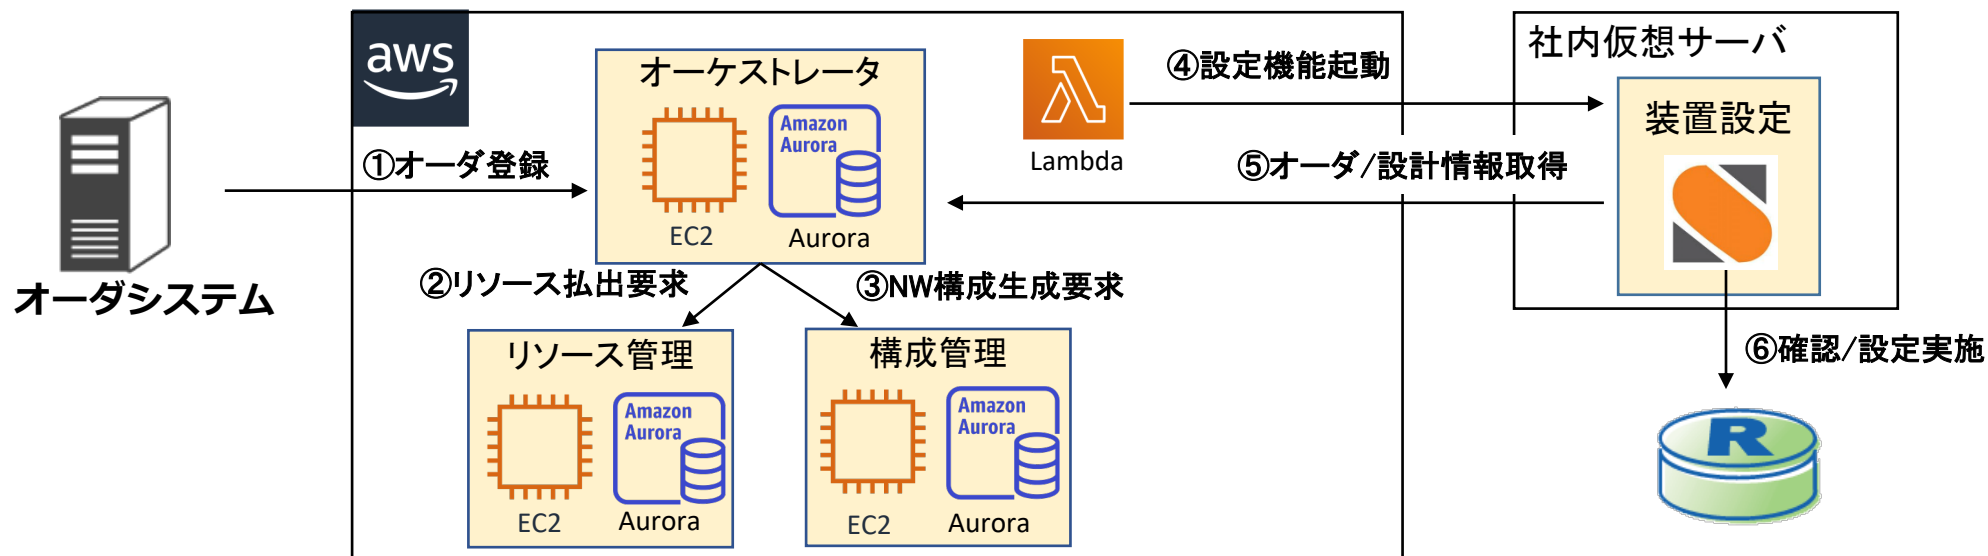 aws
オーケストレータ
Amazon
Aurora
EC2
Aurora
Lambda
①オーダ登録
オーダシステム
②リソース払出要求
③NW構成生成要求
リソース管理
Amazon
Aurora
EC2
Aurora
構成管理
Amazon
Aurora
EC2
Aurora
④設定機能起動
⑤オーダ/設計情報取得
社内仮想サーバ
装置設定
⑥確認/設定実施
R